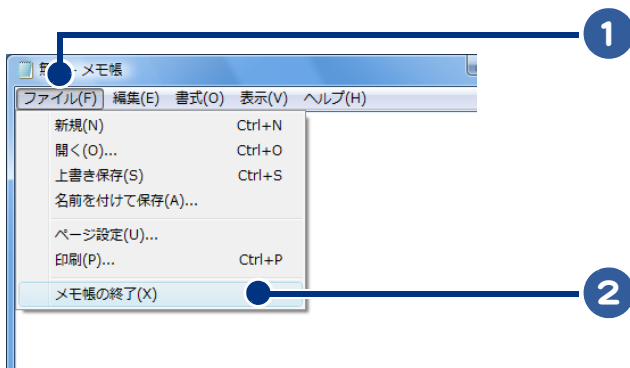 1
無 - メモ帳
ファイル(F) 編集(E) 書式(O) 表示(V) ヘルプ(H)
新規(N) Ctrl+N
開く(O)... Ctrl+O
上書き保存(S) Ctrl+S
名前を付けて保存(A)...
ページ設定(U)...
印刷(P)... Ctrl+P
メモ帳の終了(X)
2